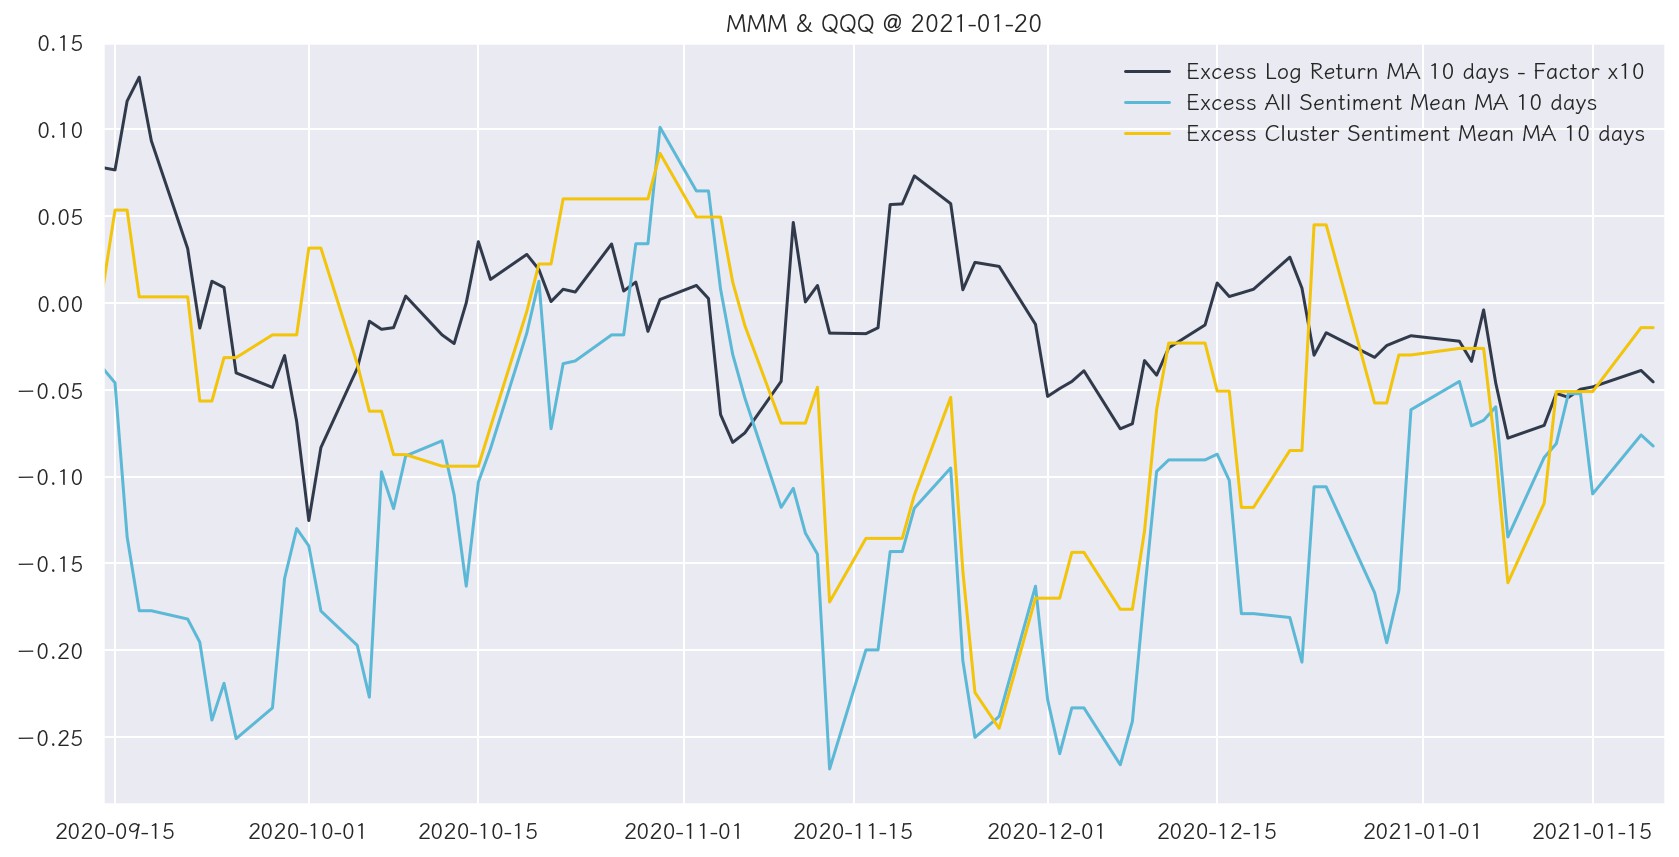 MMM & QQQ @ 2021-01-20
0.15
0.10
0.05
0.00
−0.05
−0.10
−0.15
−0.20
−0.25
Excess Log Return MA 10 days - Factor x10
Excess All Sentiment Mean MA 10 days
Excess Cluster Sentiment Mean MA 10 days
2020-09-15 2020-10-01 2020-10-15 2020-11-01 2020-11-15 2020-12-01 2020-12-15 2021-01-01 2021-01-15